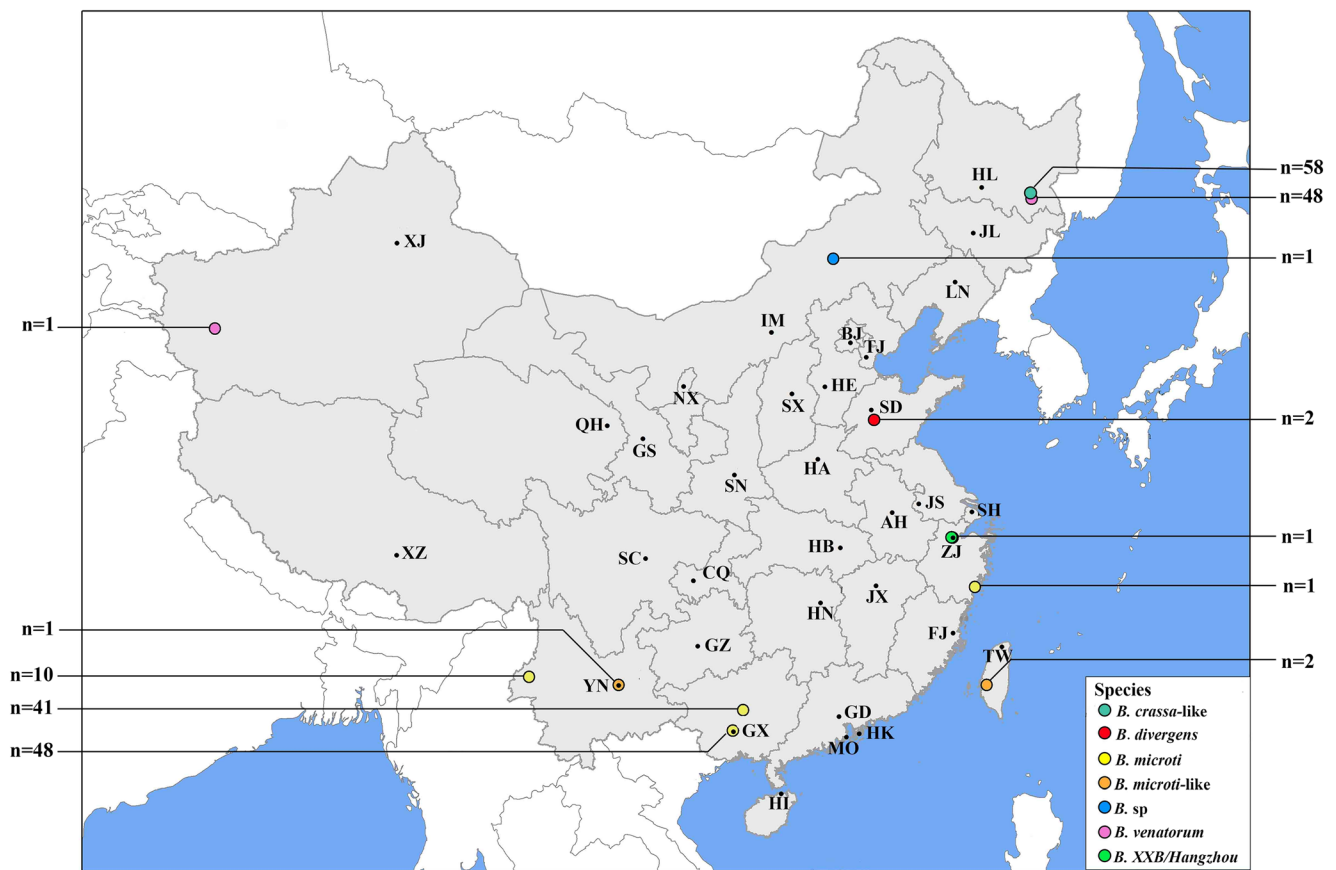 n=58
HL
n=48
JL
XJ
n=1
LN
n=1
IM
BJ
TJ
HE
NX
SX
SD
n=2
QH
GS
HA
SN
JS
SH
AH
n=1
ZJ
HB
XZ
SC
CQ
n=1
JX
HN
n=1
FJ
GZ
TW
n=2
n=10
YN
n=41
GD
GX
HK
MO
n=48
HI
Species
B. crassa-like
B. divergens
B. microti
B. microti-like
B. sp
B. venatorum
B. XXB/Hangzhou